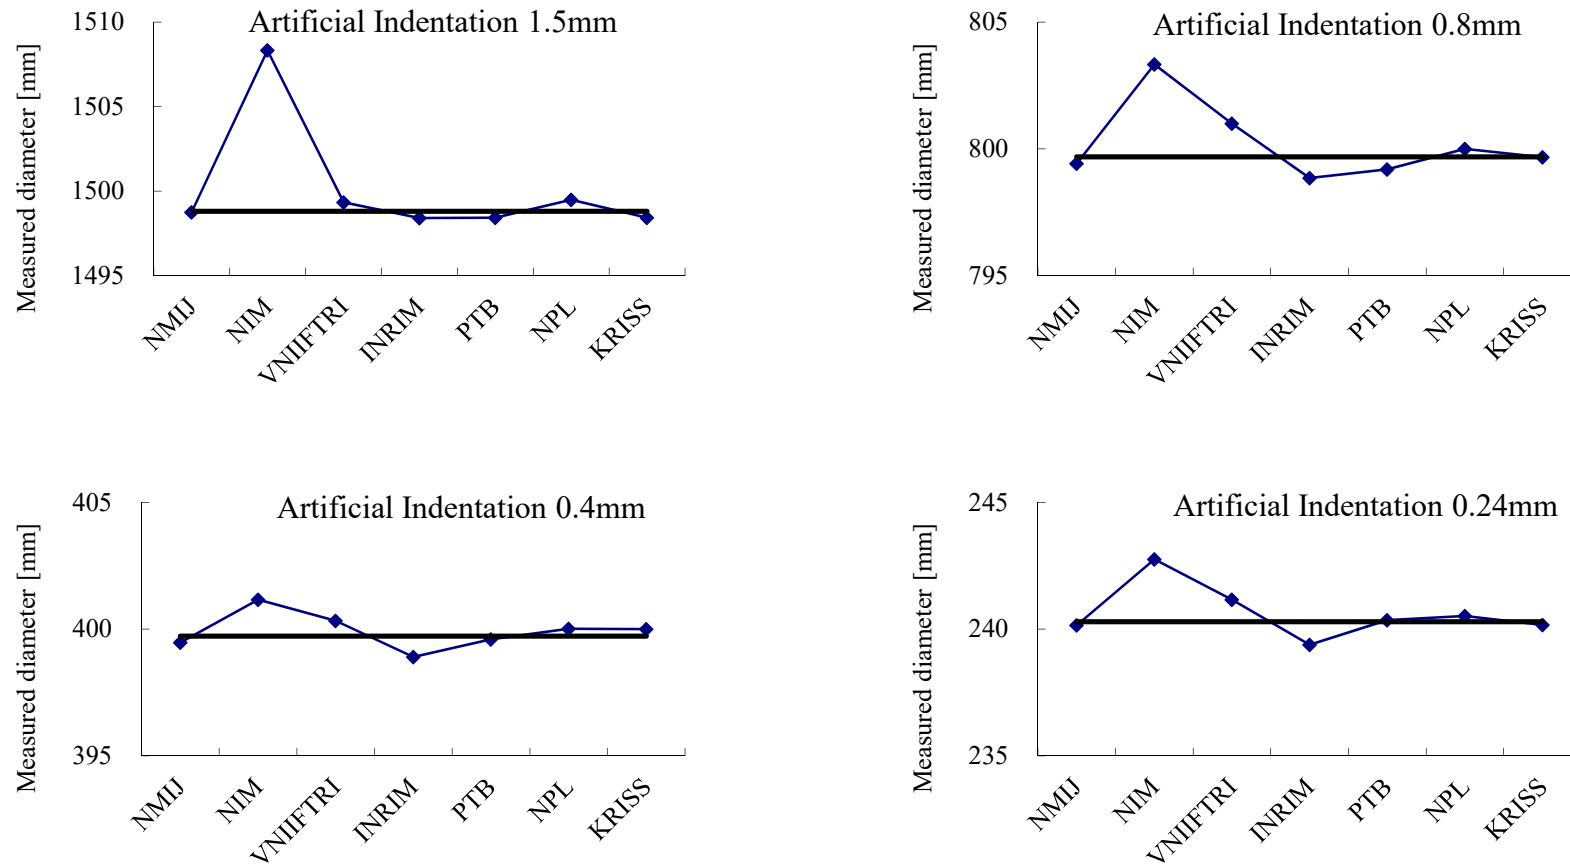 Artificial Indentation 1.5mm
Measured diameter [mm]
1510
1505
1500
1495
NMIJ
NIM
VNIIFTRI
INRIM
PTB
NPL
KRISS
Artificial Indentation 0.8mm
Measured diameter [mm]
805
800
795
NMIJ
NIM
VNIIFTRI
INRIM
PTB
NPL
KRISS
Artificial Indentation 0.4mm
Measured diameter [mm]
405
400
395
NMIJ
NIM
VNIIFTRI
INRIM
PTB
NPL
KRISS
Artificial Indentation 0.24mm
Measured diameter [mm]
245
240
235
NMIJ
NIM
VNIIFTRI
INRIM
PTB
NPL
KRISS